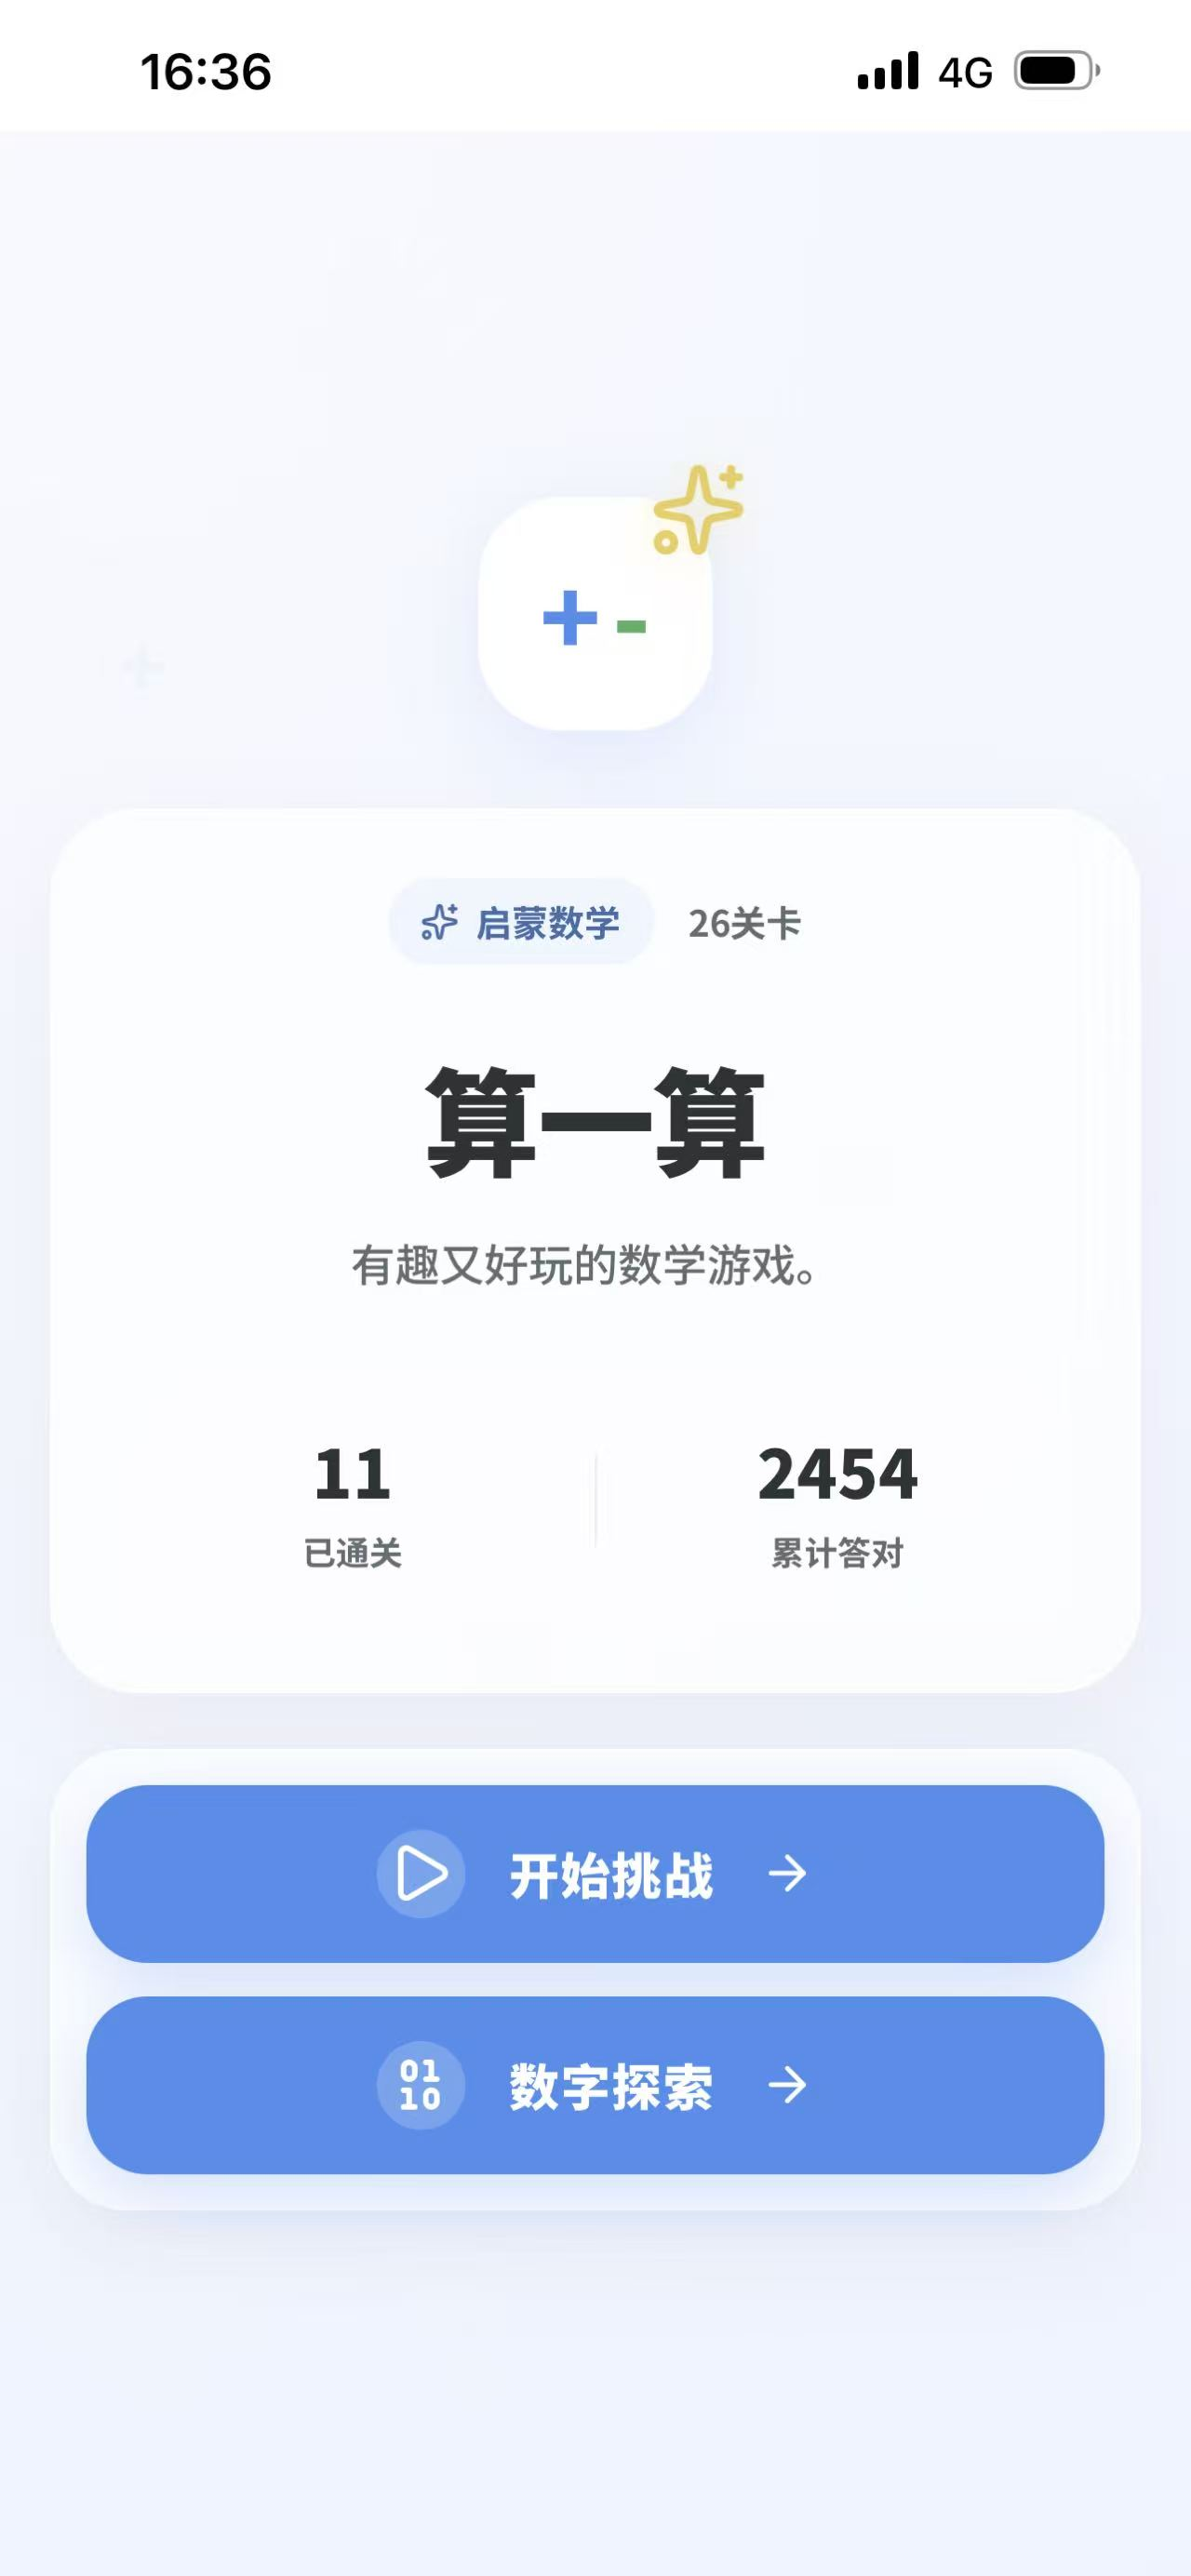 16:36 4G
+ -
启蒙数学 26关卡
算一算
有趣又好玩的数学游戏。
11 2454
已通关 累计答对
开始挑战
01
10
数字探索